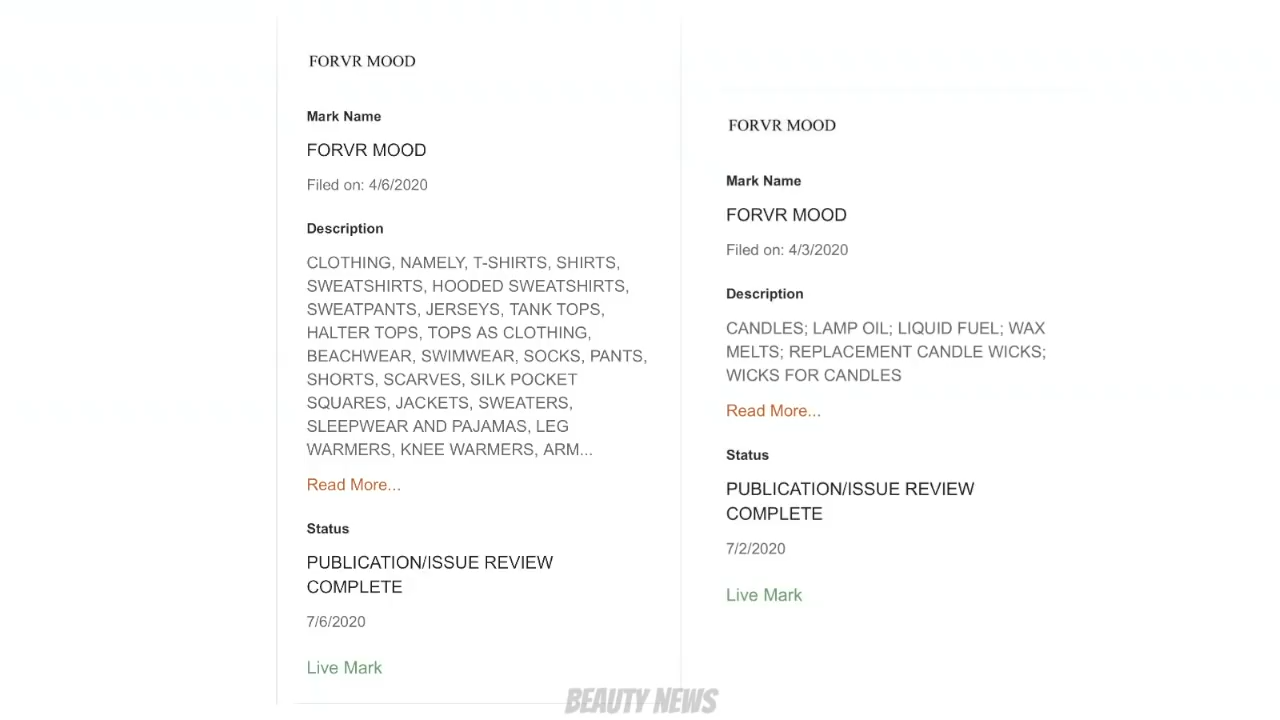 FORVR MOOD
Mark Name
FORVR MOOD
Filed on: 4/6/2020
Description
CLOTHING, NAMELY, T-SHIRTS, SHIRTS,
SWEATSHIRTS, HOODED SWEATSHIRTS,
SWEATPANTS, JERSEYS, TANK TOPS,
HALTER TOPS, TOPS AS CLOTHING,
BEACHWEAR, SWIMWEAR, SOCKS, PANTS,
SHORTS, SCARVES, SILK POCKET
SQUARES, JACKETS, SWEATERS,
SLEEPWEAR AND PAJAMAS, LEG
WARMERS, KNEE WARMERS, ARM...
Read More...
Status
PUBLICATION/ISSUE REVIEW
COMPLETE
7/6/2020
Live Mark
FORVR MOOD
Mark Name
FORVR MOOD
Filed on: 4/3/2020
Description
CANDLES; LAMP OIL; LIQUID FUEL; WAX
MELTS; REPLACEMENT CANDLE WICKS;
WICKS FOR CANDLES
Read More...
Status
PUBLICATION/ISSUE REVIEW
COMPLETE
7/2/2020
Live Mark
BEAUTY NEWS